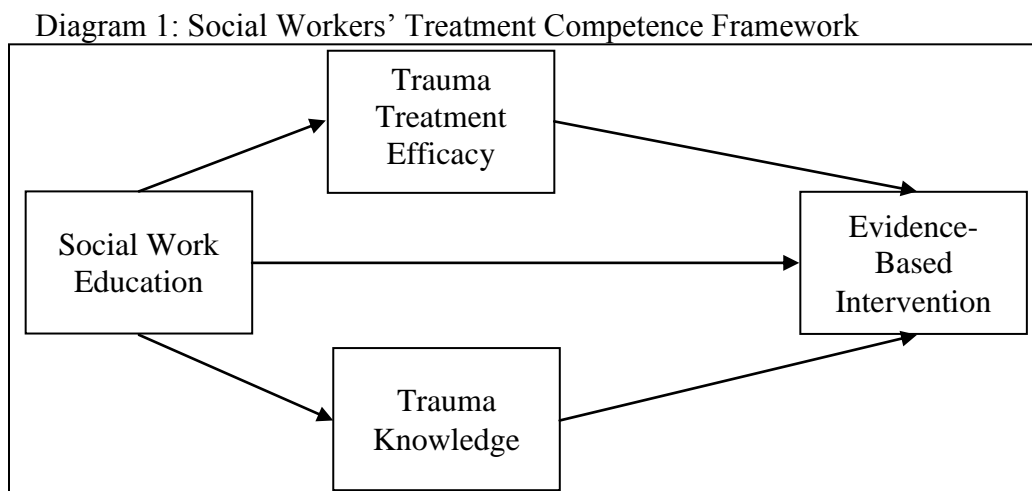 Diagram 1: Social Workers’ Treatment Competence Framework
Trauma
Treatment
Efficacy
Social Work
Education
Evidence-
Based
Intervention
Trauma
Knowledge